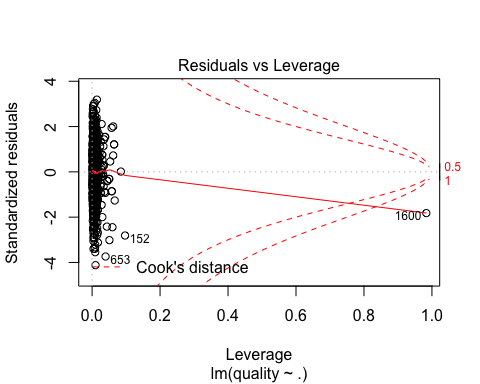 Residuals vs Leverage
Standardized residuals
4
2
0
-2
-4
0.5
1
1600
152
653
Cook's distance
0.0 0.2 0.4 0.6 0.8 1.0
Leverage
lm(quality ~ .)